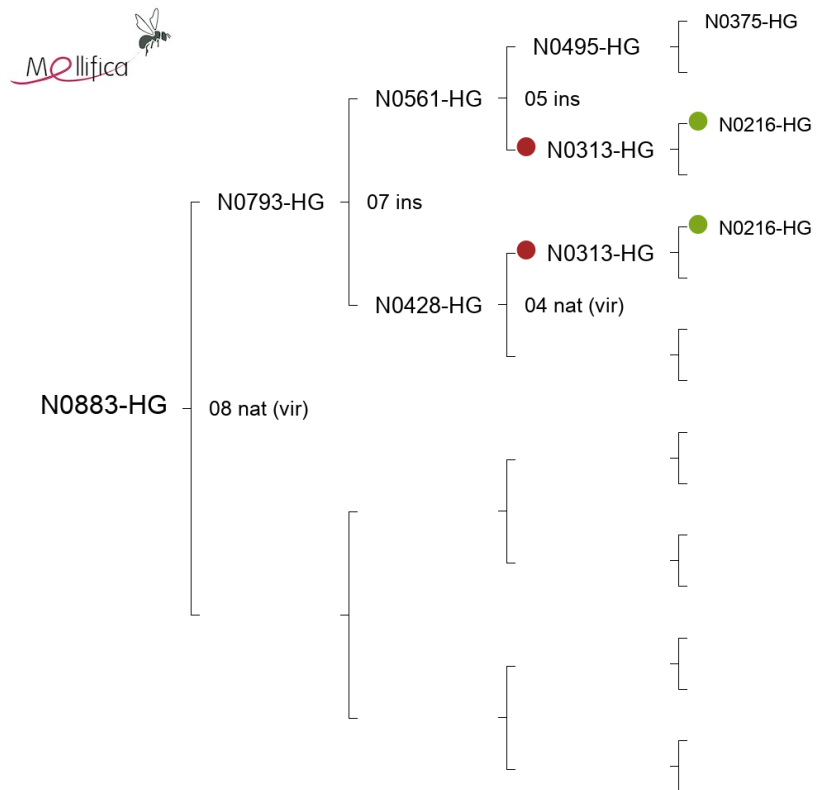 Mellifica
N0375-HG
N0495-HG
N0561-HG
05 ins
N0216-HG
N0313-HG
N0793-HG
07 ins
N0216-HG
N0313-HG
N0428-HG
04 nat (vir)
N0883-HG
08 nat (vir)